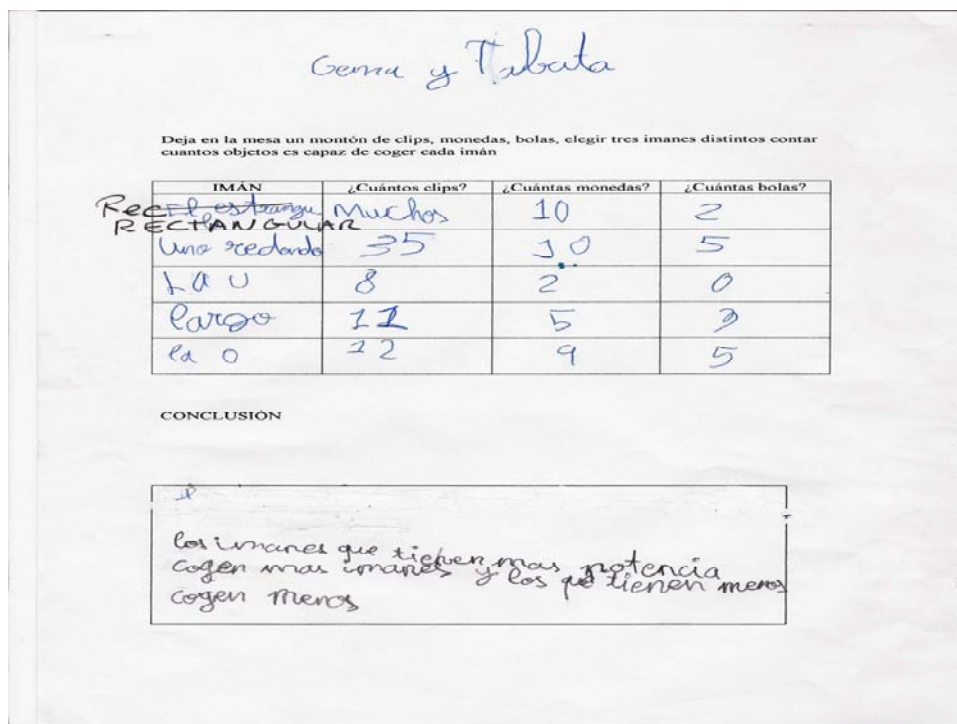 Gema y Tabata
Deja en la mesa un montón de clips, monedas, bolas, elegir tres imanes distintos contar
cuantos objetos es capaz de coger cada imán
IMÁN ¿Cuántos clips? ¿Cuántas monedas? ¿Cuántas bolas?
Rec Muchos 10 2
RECTANGULAR
Uno redondo 35 10 5
LA U 8 2 0
largo 11 5 3
la O 12 9 5
CONCLUSIÓN
los imanes que tienen mas potencia
cogen mas imanes y los que tienen menos
cogen menos